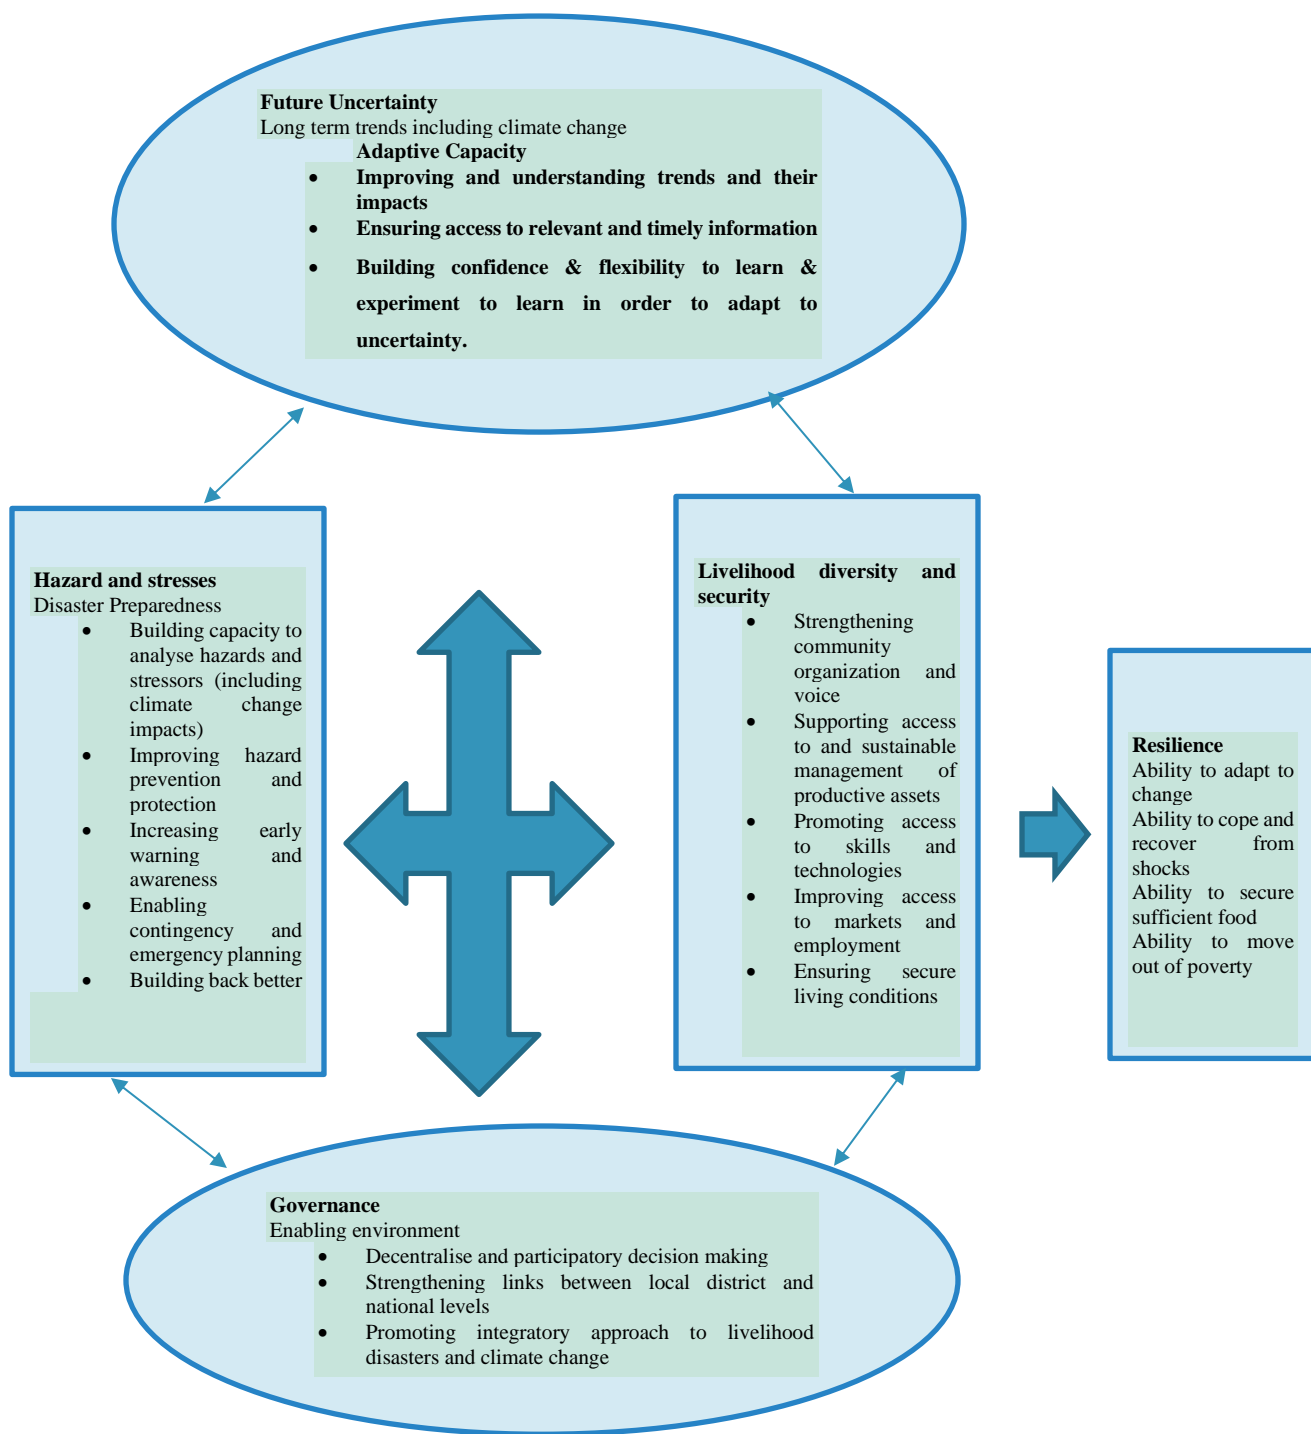 Future Uncertainty
Long term trends including climate change
Adaptive Capacity
• Improving and understanding trends and their
impacts
• Ensuring access to relevant and timely information
• Building confidence & flexibility to learn &
experiment to learn in order to adapt to
uncertainty.
Hazard and stresses
Disaster Preparedness
• Building capacity to
analyse hazards and
stressors (including
climate change
impacts)
• Improving hazard
prevention and
protection
• Increasing early
warning and
awareness
• Enabling
contingency and
emergency planning
• Building back better
Livelihood diversity and
security
• Strengthening
community
organization and
voice
• Supporting access
to and sustainable
management of
productive assets
• Promoting access
to skills and
technologies
• Improving access
to markets and
employment
• Ensuring secure
living conditions
Resilience
Ability to adapt to
change
Ability to cope and
recover from
shocks
Ability to secure
sufficient food
Ability to move
out of poverty
Governance
Enabling environment
• Decentralise and participatory decision making
• Strengthening links between local district and
national levels
• Promoting integratory approach to livelihood
disasters and climate change